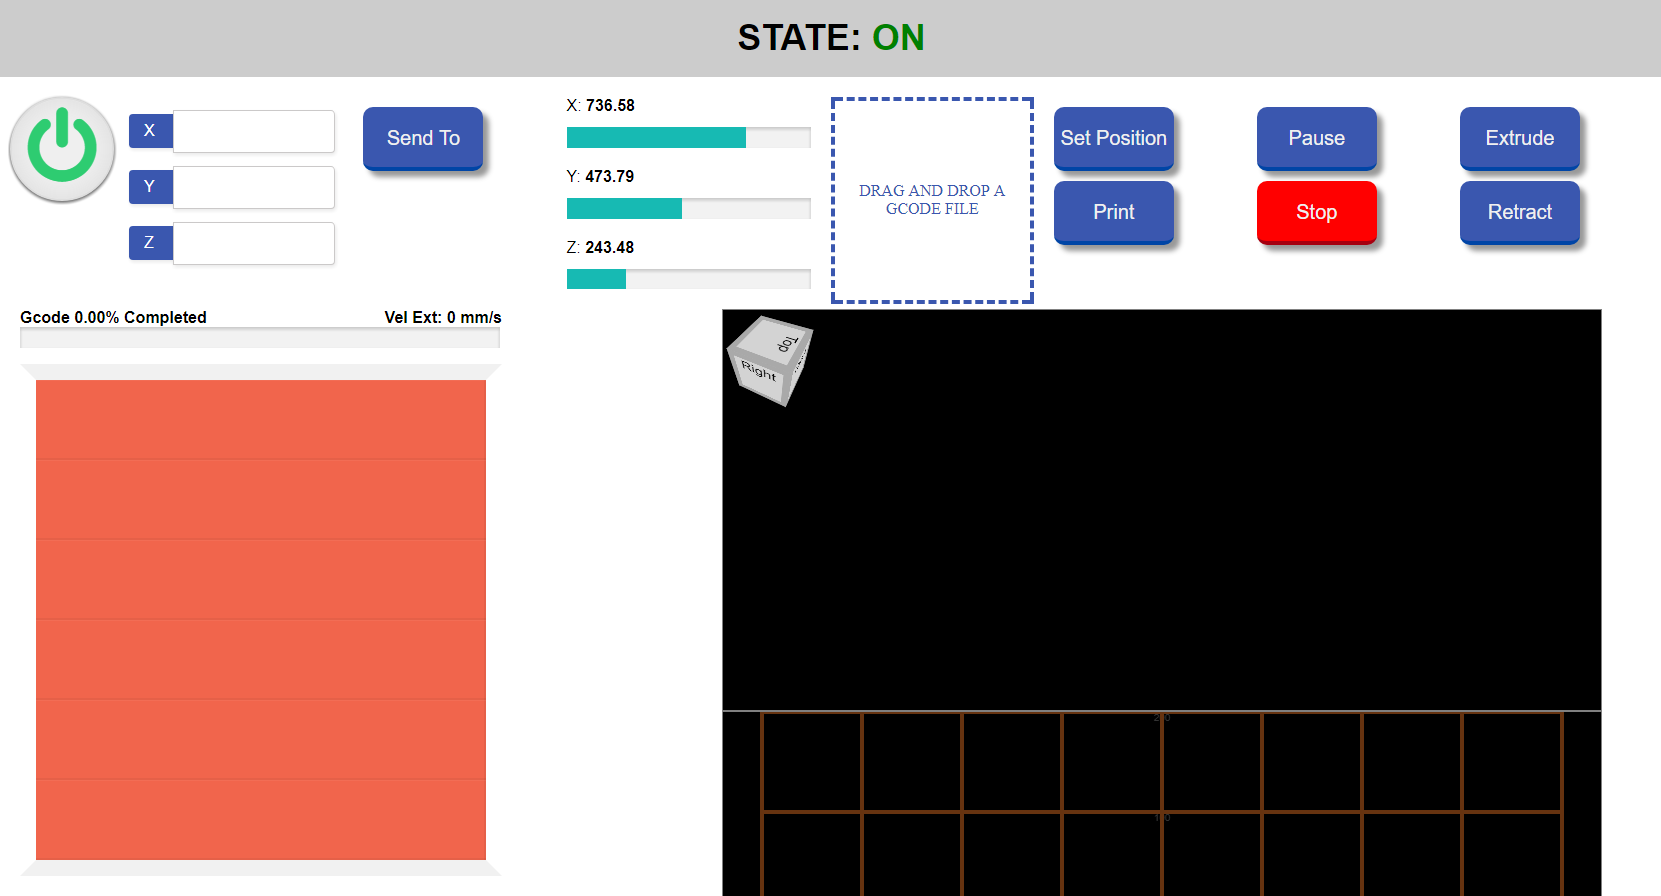 STATE: ON
X
Y
Z
Send To
X: 736.58
Y: 473.79
Z: 243.48
DRAG AND DROP A
GCODE FILE
Set Position
Pause
Extrude
Print
Stop
Retract
Gcode 0.00% Completed
Vel Ext: 0 mm/s
Top
Right